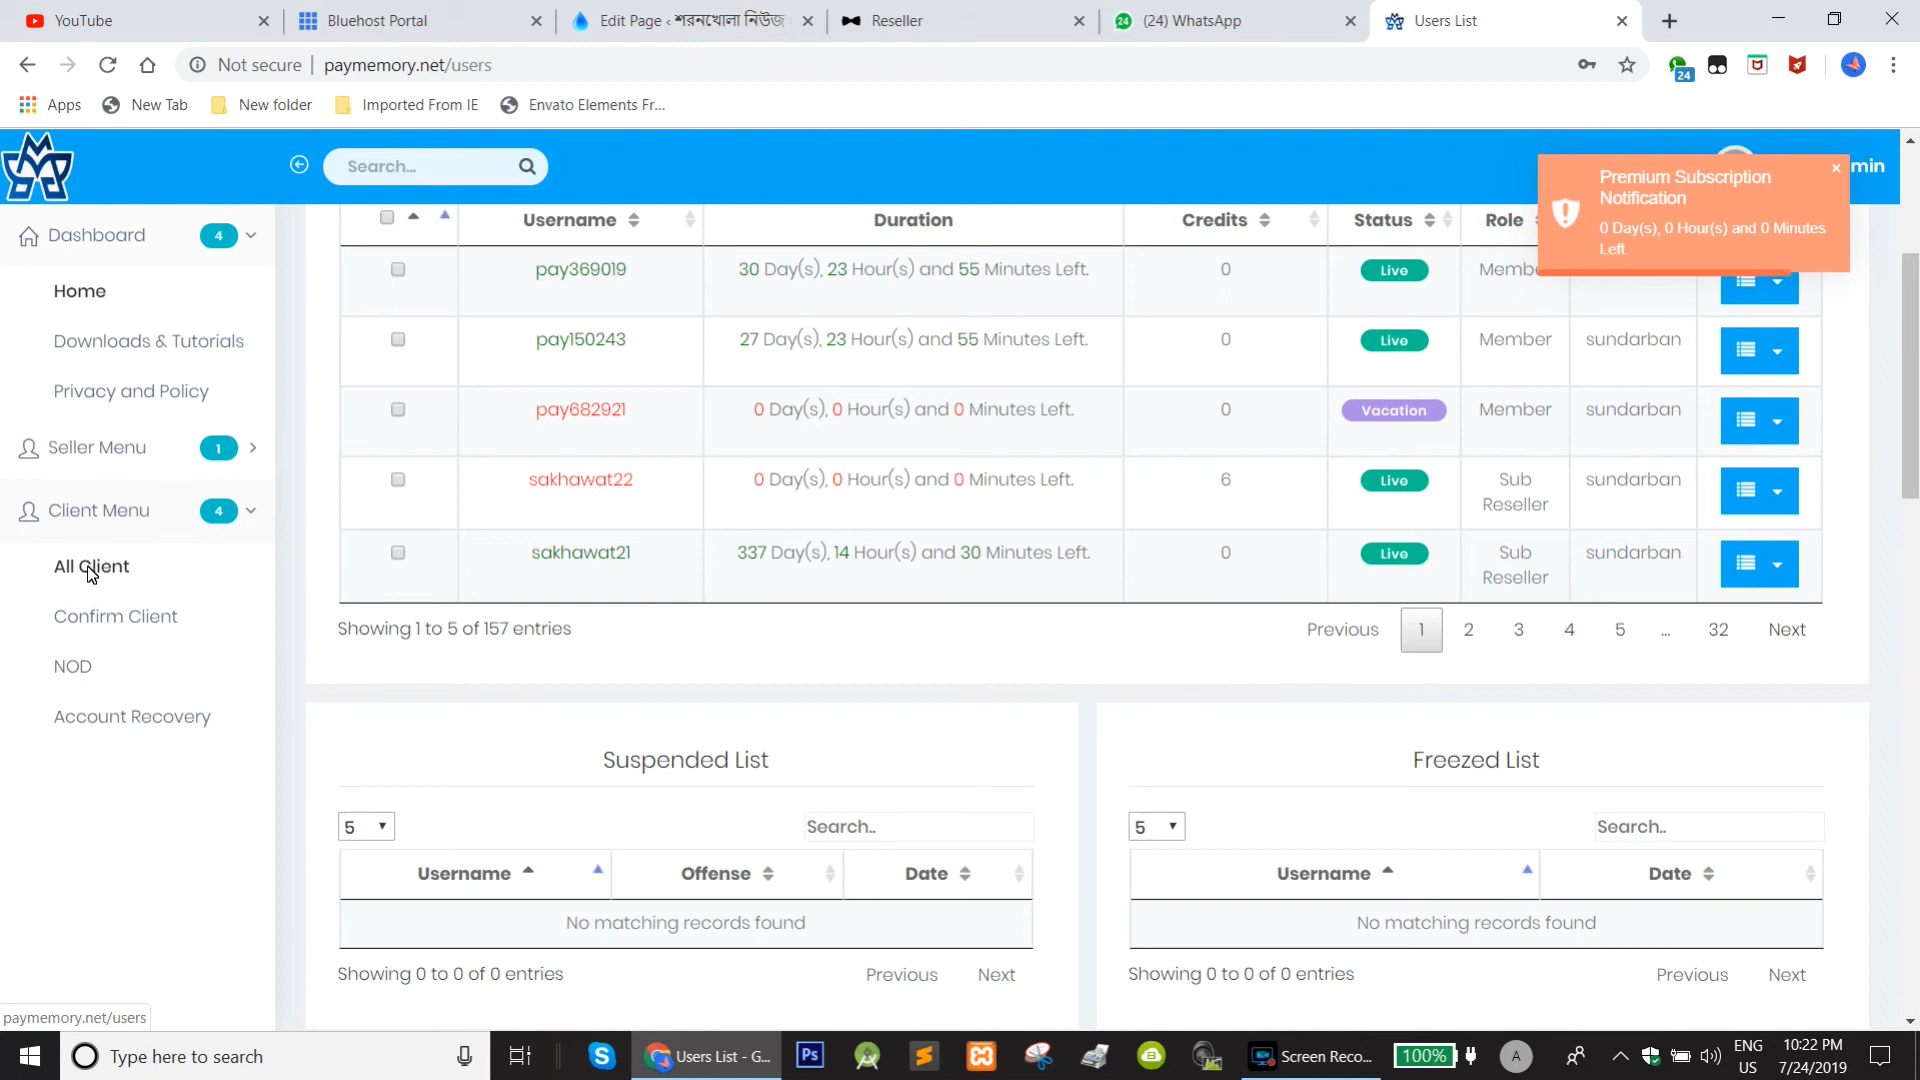 YouTube
Bluehost Portal
Edit Page ‹ শরনখোলা নিউজ
Reseller
(24) WhatsApp
Users List
Not secure | paymemory.net/users
24
Apps
New Tab
New folder
Imported From IE
Envato Elements Fr...
Search...
min
Premium Subscription
Notification
0 Day(s), 0 Hour(s) and 0 Minutes
Left.
Dashboard 4
Home
Downloads & Tutorials
Privacy and Policy
Seller Menu 1
Client Menu 4
All Client
Confirm Client
NOD
Account Recovery
Username Duration Credits Status Role
pay369019 30 Day(s), 23 Hour(s) and 55 Minutes Left. 0 Live Membe
pay150243 27 Day(s), 23 Hour(s) and 55 Minutes Left. 0 Live Member sundarban
pay682921 0 Day(s), 0 Hour(s) and 0 Minutes Left. 0 Vacation Member sundarban
sakhawat22 0 Day(s), 0 Hour(s) and 0 Minutes Left. 6 Live Sub Reseller sundarban
sakhawat21 337 Day(s), 14 Hour(s) and 30 Minutes Left. 0 Live Sub Reseller sundarban
Showing 1 to 5 of 157 entries
Previous 1 2 3 4 5 ... 32 Next
Suspended List
5 Search..
Username Offense Date
No matching records found
Showing 0 to 0 of 0 entries
Previous Next
Freezed List
5 Search..
Username Date
No matching records found
Showing 0 to 0 of 0 entries
Previous Next
paymemory.net/users
Type here to search
Users List - G...
Ps
Screen Reco...
100%
A
ENG
US
10:22 PM
7/24/2019